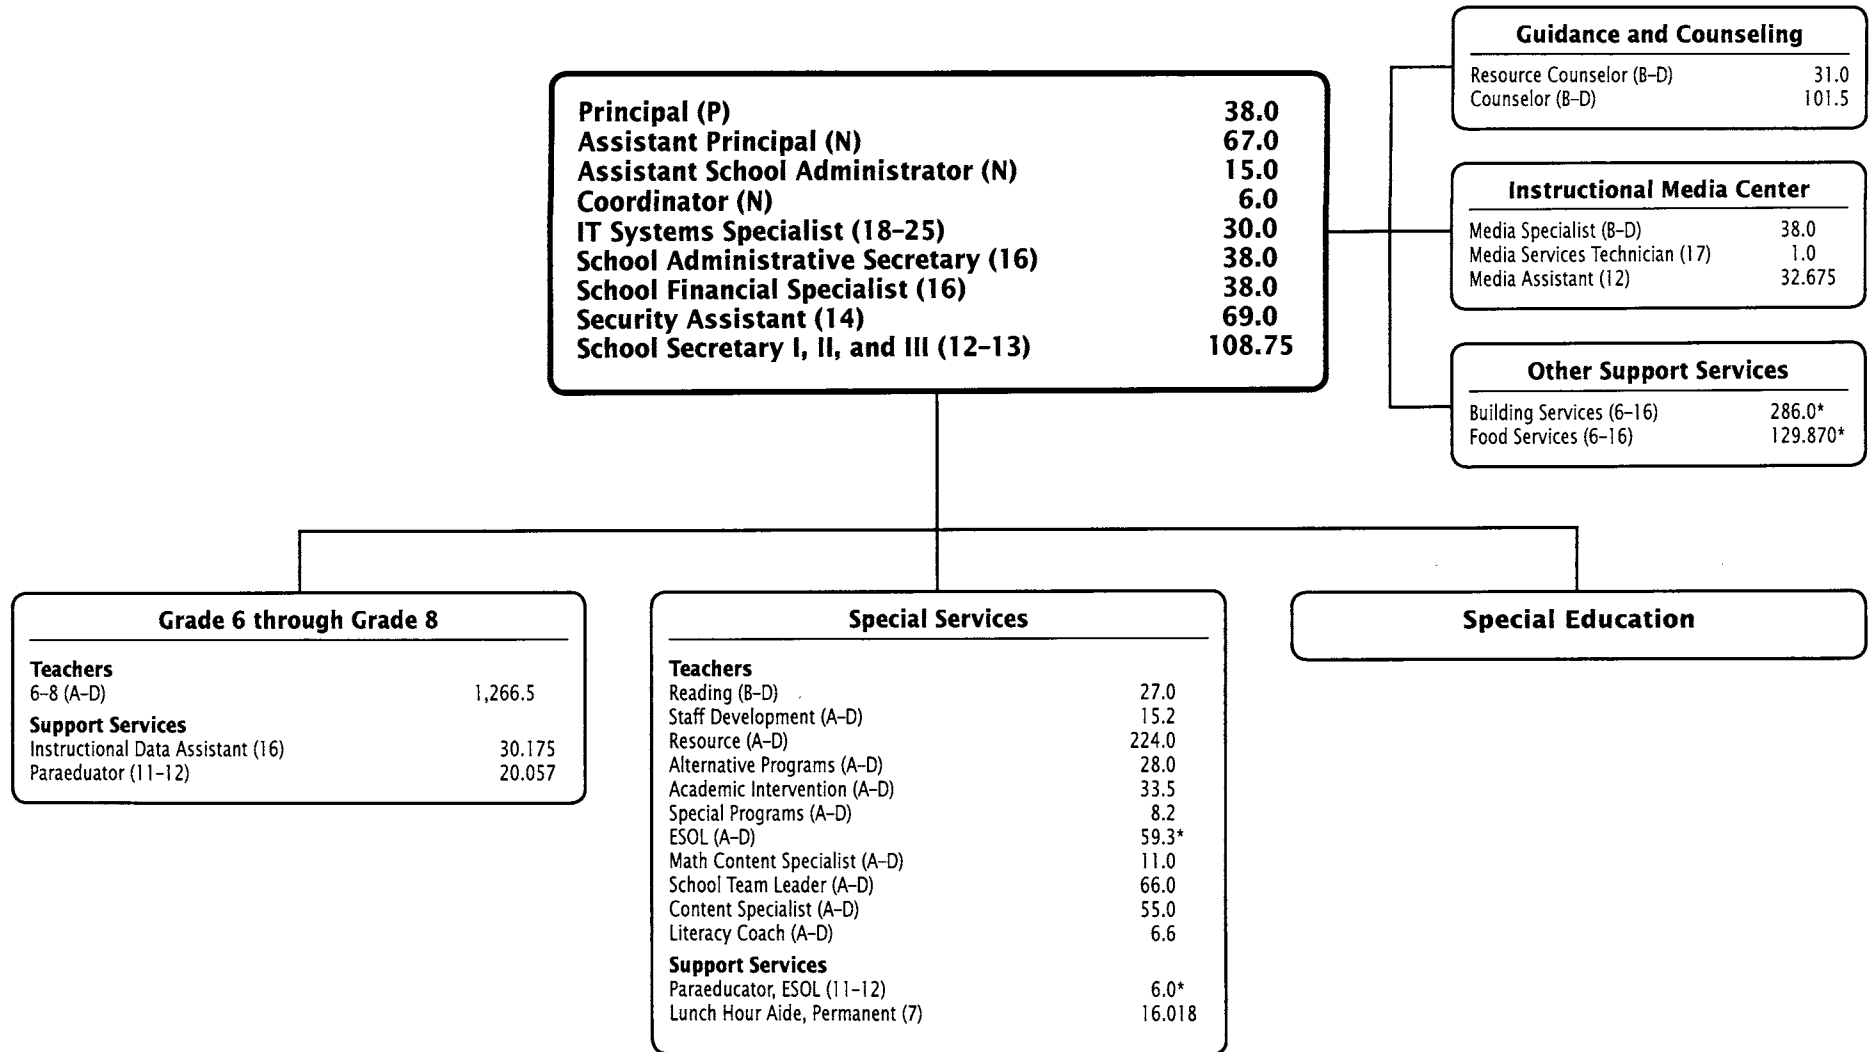 Guidance and Counseling
Resource Counselor (B–D) 31.0
Counselor (B–D) 101.5
Principal (P) 38.0
Assistant Principal (N) 67.0
Assistant School Administrator (N) 15.0
Coordinator (N) 6.0
IT Systems Specialist (18–25) 30.0
School Administrative Secretary (16) 38.0
School Financial Specialist (16) 38.0
Security Assistant (14) 69.0
School Secretary I, II, and III (12–13) 108.75
Instructional Media Center
Media Specialist (B–D) 38.0
Media Services Technician (17) 1.0
Media Assistant (12) 32.675
Other Support Services
Building Services (6–16) 286.0*
Food Services (6–16) 129.870*
Grade 6 through Grade 8
Teachers
6–8 (A–D) 1,266.5
Support Services
Instructional Data Assistant (16) 30.175
Paraeduator (11–12) 20.057
Special Services
Teachers
Reading (B–D) 27.0
Staff Development (A–D) 15.2
Resource (A–D) 224.0
Alternative Programs (A–D) 28.0
Academic Intervention (A–D) 33.5
Special Programs (A–D) 8.2
ESOL (A–D) 59.3*
Math Content Specialist (A–D) 11.0
School Team Leader (A–D) 66.0
Content Specialist (A–D) 55.0
Literacy Coach (A–D) 6.6
Support Services
Paraeducator, ESOL (11–12) 6.0*
Lunch Hour Aide, Permanent (7) 16.018
Special Education